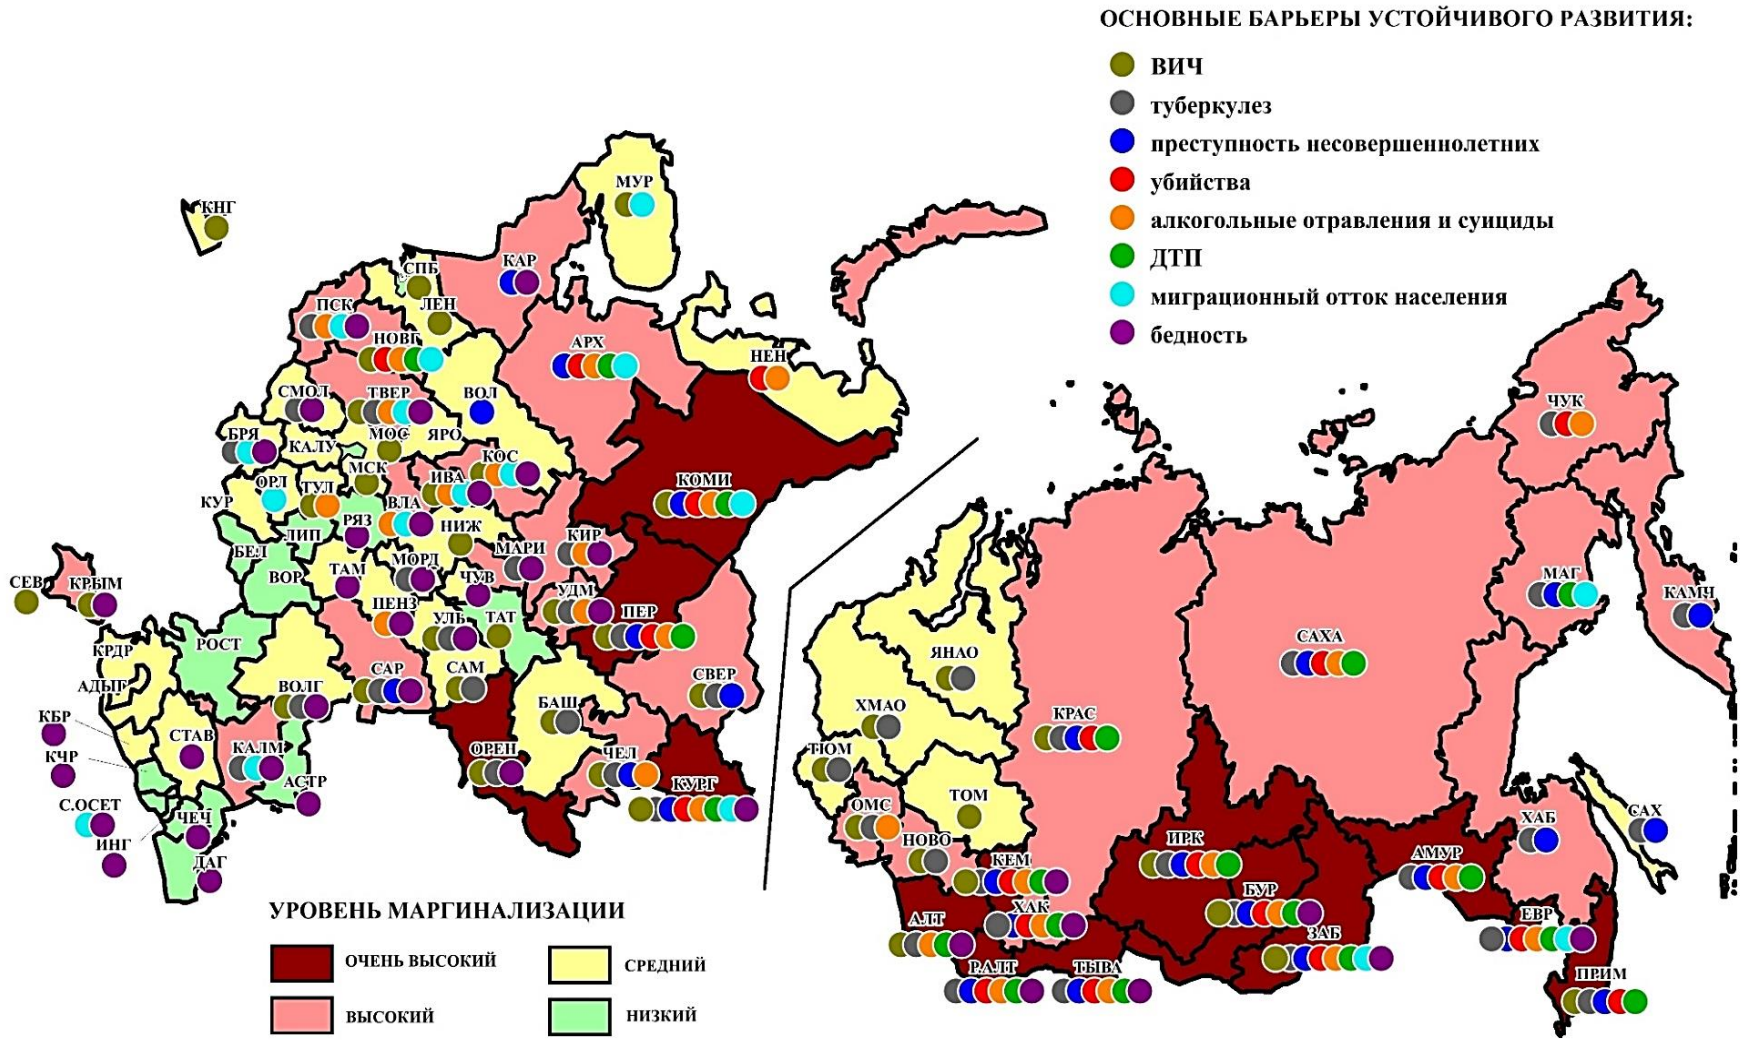 ОСНОВНЫЕ БАРЬЕРЫ УСТОЙЧИВОГО РАЗВИТИЯ:
ВИЧ
туберкулез
преступность несовершеннолетних
убийства
алкогольные отравления и суициды
ДТП
миграционный отток населения
бедность
МУР
КНГ
СПБ
КАР
ЛЕН
ПСК
НОВГ
АРХ
НЕН
СМОЛ
ТВЕР
ВОЛ
БРЯ
КАЛУ
МОС
ЯРО
КОС
МСК
ИВА
ОРЛ
ТУЛ
КУР
ВЛА
КОМИ
РЯЗ
НИЖ
ЛИП
КИР
БЕЛ
МАРИ
МОРД
ТАМ
ВОР
ЧУВ
СЕВ
КРЫМ
УДМ
ПЕНЗ
ПЕР
УЛЬ
ТАТ
РОСТ
КРДР
САР
САМ
СВЕР
АДЫГ
ВОЛГ
БАШ
КБР
СТАВ
КАЛМ
ОРЕН
ЧЕЛ
КЧР
АСТР
КУРГ
С.ОСЕТ
ЧЕЧ
ИНГ
ДАГ
ЧУК
МАГ
КАМЧ
САХА
ЯНАО
ХМАО
КРАС
ТЮМ
ТОМ
ОМС
САХ
ХАБ
НОВО
КЕМ
ИРК
АМУР
БУР
АЛТ
ХАК
ЕВР
ЗАБ
Р.АЛТ
ТЫВА
ПРИМ
УРОВЕНЬ МАРГИНАЛИЗАЦИИ
ОЧЕНЬ ВЫСОКИЙ
СРЕДНИЙ
ВЫСОКИЙ
НИЗКИЙ